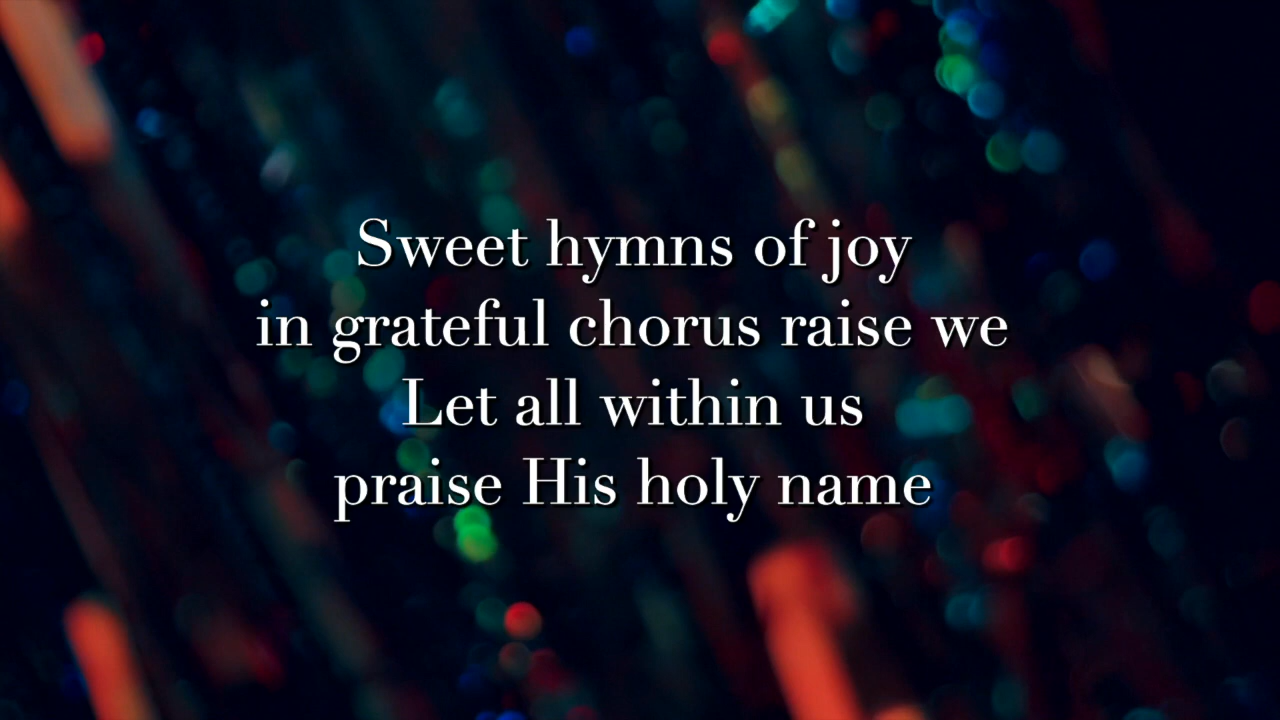 Sweet hymns of joy
in grateful chorus raise we
Let all within us
praise His holy name